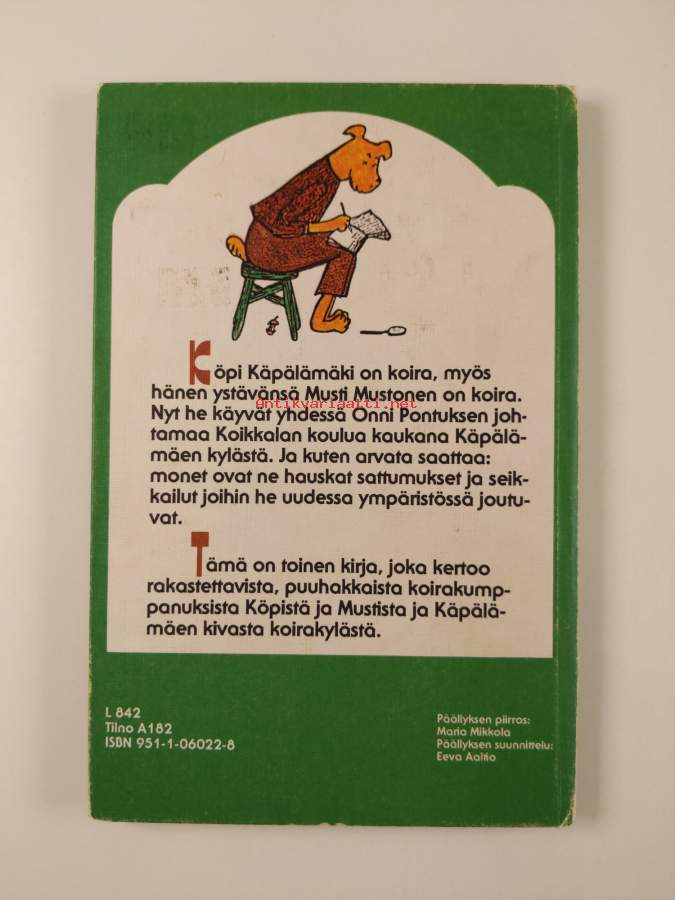 Köpi Käpälämäki on koira, myös
hänen ystävänsä Musti Mustonen on koira.
Antikvariaatti.net
Nyt he käyvät yhdessä Onni Pontuksen joh-
tamaa Koikkalan koulua kaukana Käpälä-
mäen kylästä. Ja kuten arvata saattaa:
monet ovat ne hauskat sattumukset ja seik-
kailut joihin he uudessa ympäristössä joutu-
vat.
Tämä on toinen kirja, joka kertoo
rakastettavista, puuhakkaista koirakump-
panuksista Köpistä ja Mustista ja Käpälä-
mäen kivasta koirakylästä.
L 842
Tilno A182
ISBN 951-1-06022-8
Päällyksen piirros:
Maria Mikkola
Päällyksen suunnittelu:
Eeva Aaltio